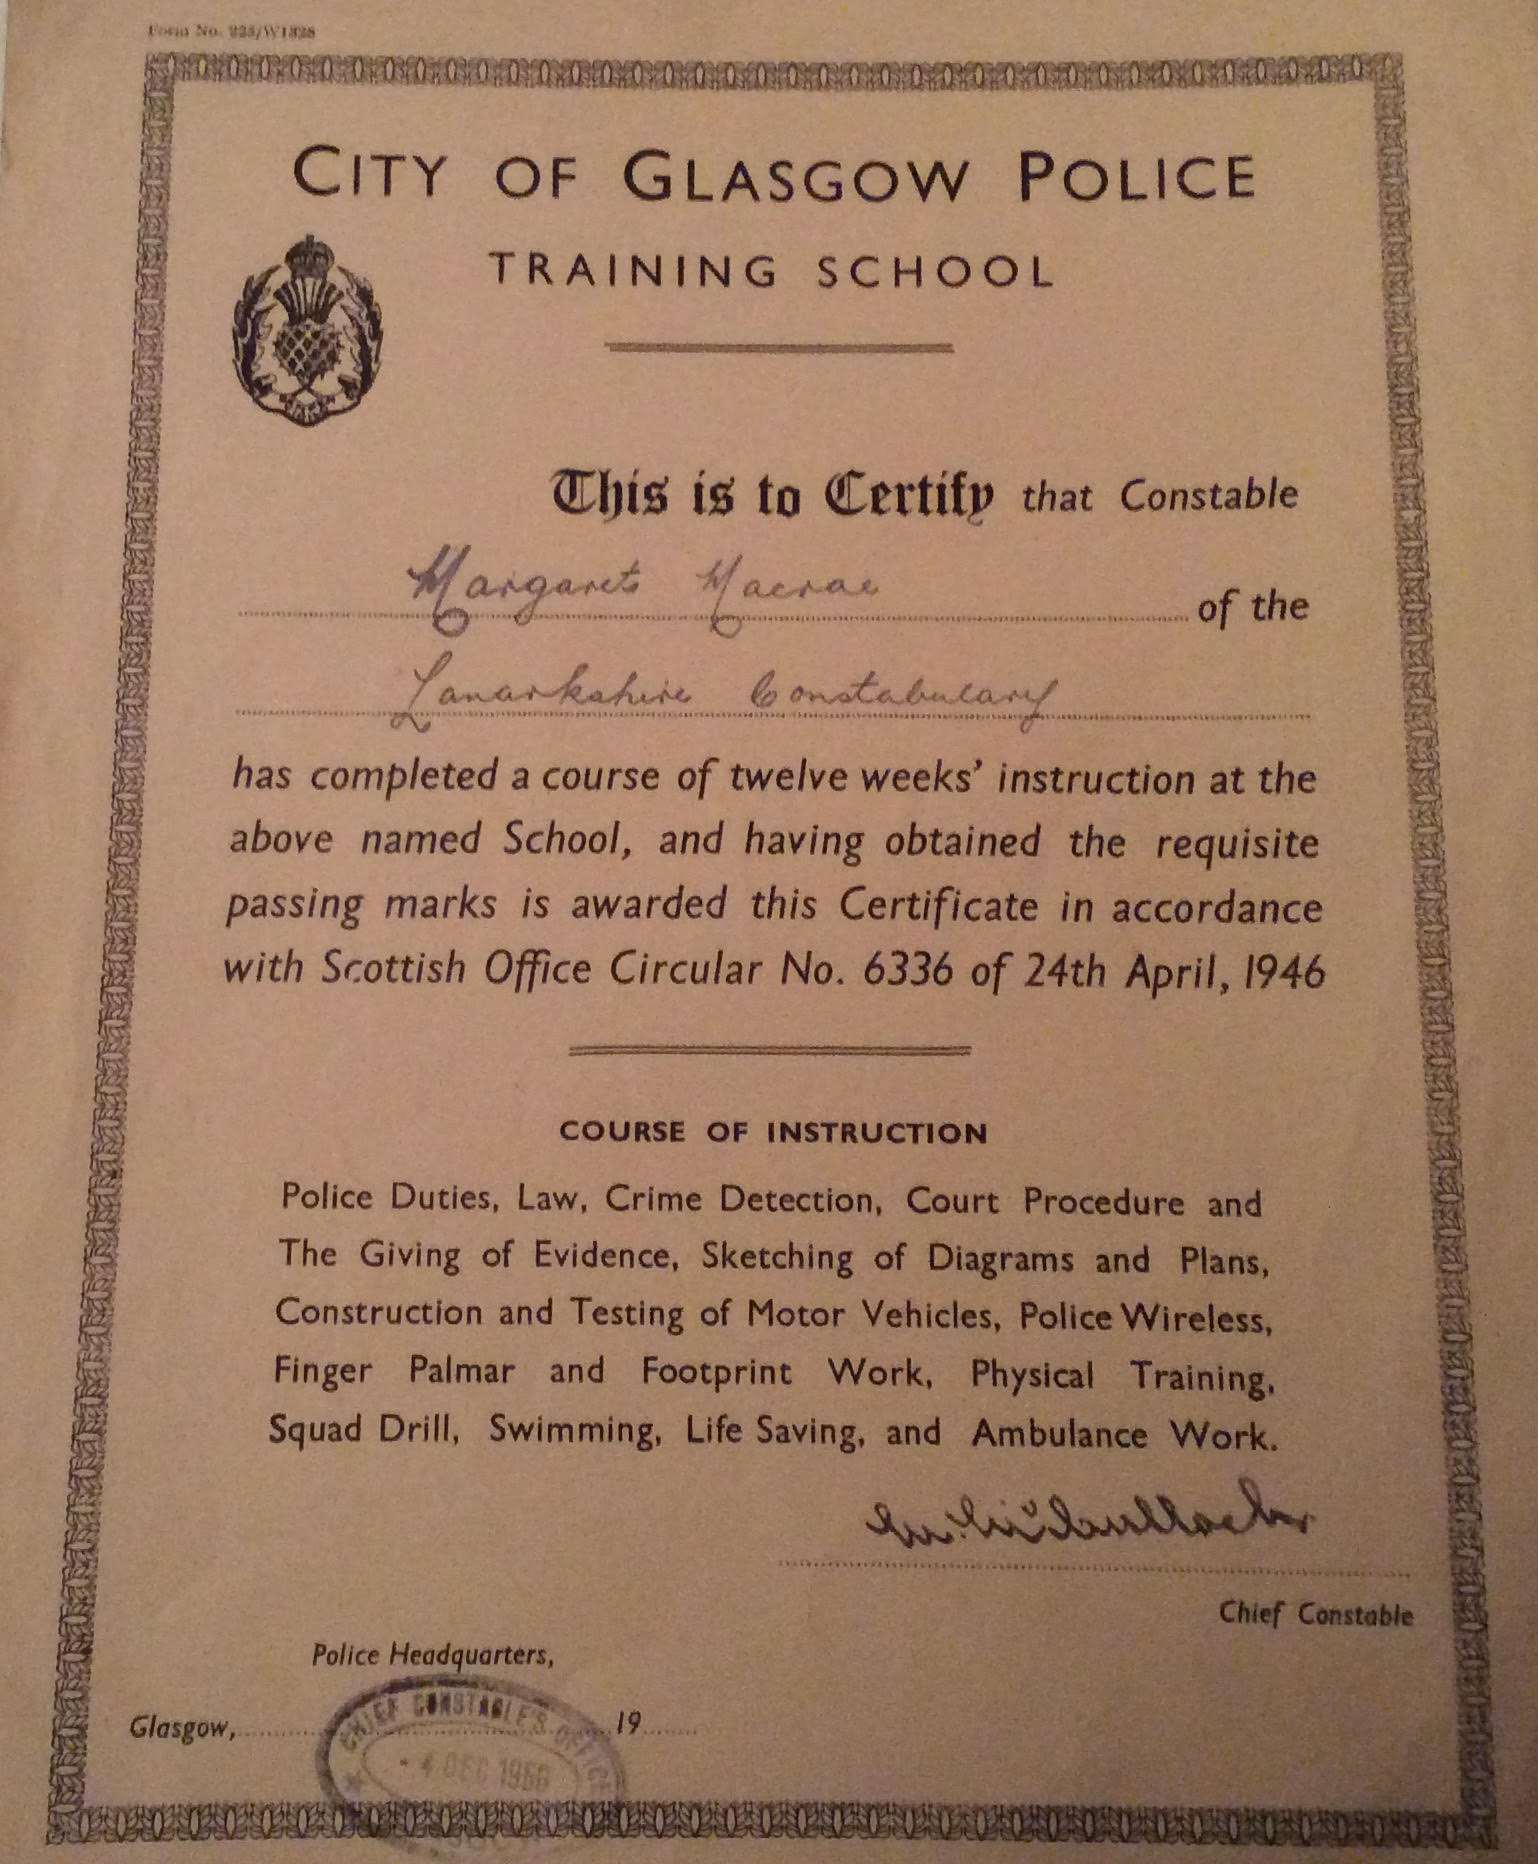 Form No. 225/W1328
CITY OF GLASGOW POLICE
TRAINING SCHOOL
This is to Certify that Constable
Margaret Macrae of the
Lanarkshire Constabulary
has completed a course of twelve weeks' instruction at the
above named School, and having obtained the requisite
passing marks is awarded this Certificate in accordance
with Scottish Office Circular No. 6336 of 24th April, 1946
COURSE OF INSTRUCTION
Police Duties, Law, Crime Detection, Court Procedure and
The Giving of Evidence, Sketching of Diagrams and Plans,
Construction and Testing of Motor Vehicles, Police Wireless,
Finger Palmar and Footprint Work, Physical Training,
Squad Drill, Swimming, Life Saving, and Ambulance Work.
Chief Constable
Police Headquarters,
Glasgow, 19
CHIEF CONSTABLE'S OFFICE
- 4 DEC